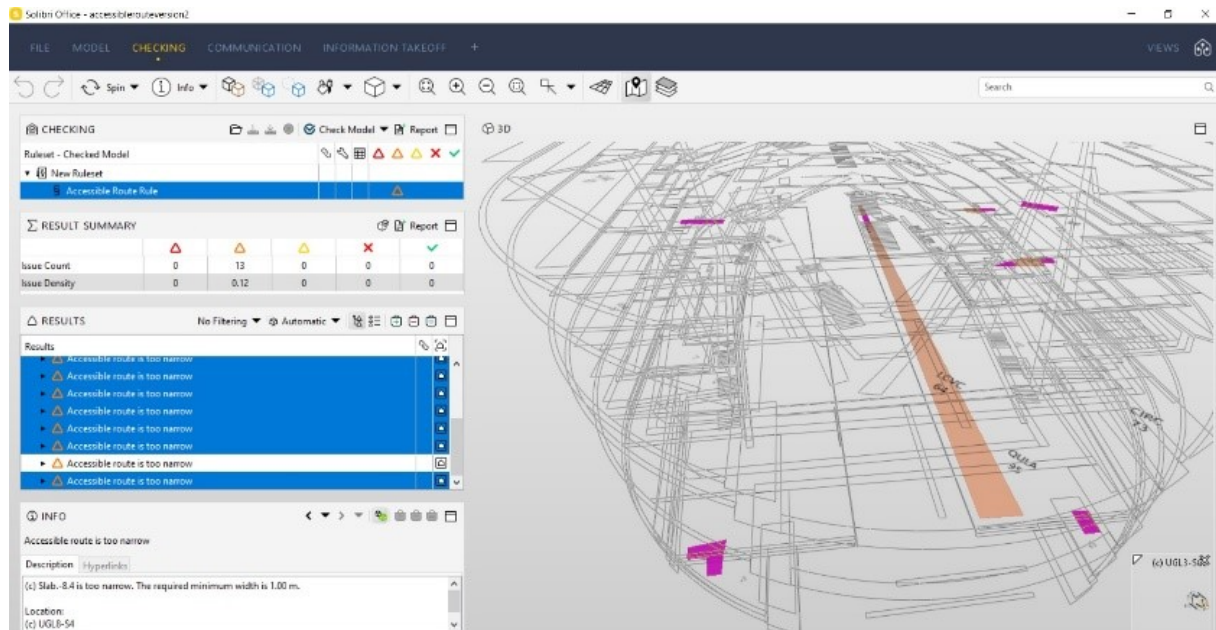 Solibri Office - accessiblerouteversion2
FILE MODEL CHECKING COMMUNICATION INFORMATION TAKEOFF + VIEWS
Spin Info Search
CHECKING Check Model Report
3D
Ruleset - Checked Model
New Ruleset
§ Accessible Route Rule
RESULT SUMMARY Report
Issue Count 0 13 0 0 0
Issue Density 0 0.12 0 0 0
RESULTS No Filtering Automatic
Results
Accessible route is too narrow
Accessible route is too narrow
Accessible route is too narrow
Accessible route is too narrow
Accessible route is too narrow
Accessible route is too narrow
Accessible route is too narrow
Accessible route is too narrow
INFO
Accessible route is too narrow
Description Hyperlinks
(c) Slab.-8.4 is too narrow. The required minimum width is 1.00 m.
Location:
(c) UGL8-S4
LCVC
64
CIRC
73
QULA
95